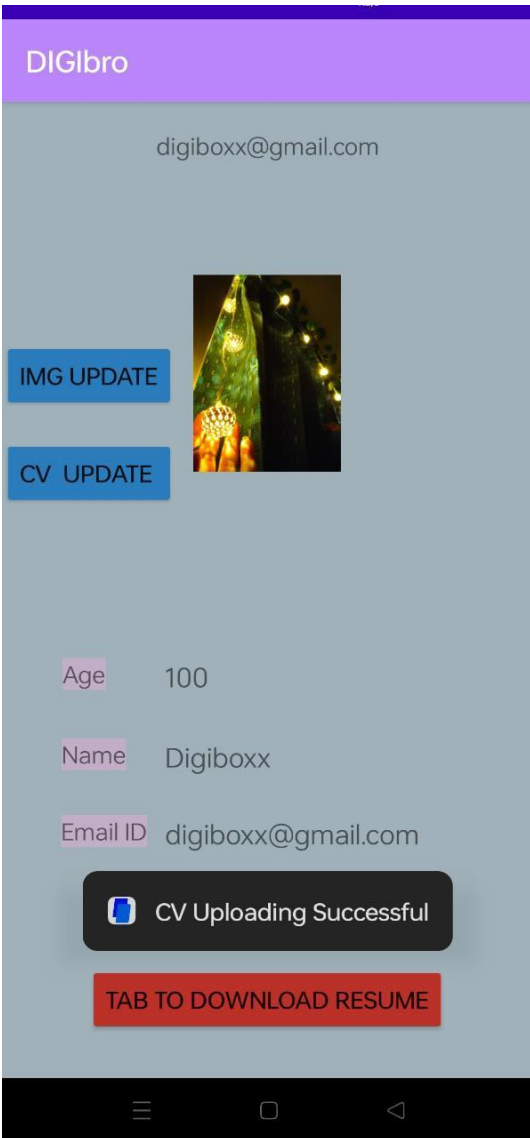 DIGIbro
digiboxx@gmail.com
IMG UPDATE
CV UPDATE
Age 100
Name Digiboxx
Email ID digiboxx@gmail.com
CV Uploading Successful
TAB TO DOWNLOAD RESUME